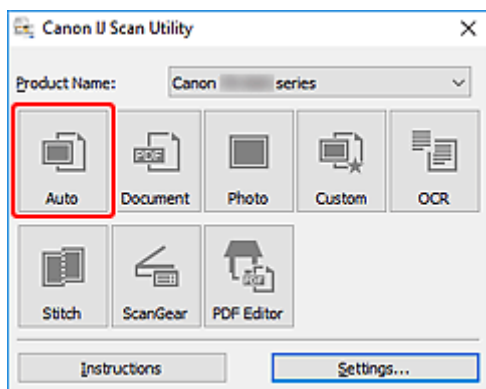 Canon IJ Scan Utility
Product Name: Canon series
Auto Document Photo Custom OCR
PDF
Stitch ScanGear PDF Editor
PDF
Instructions Settings...